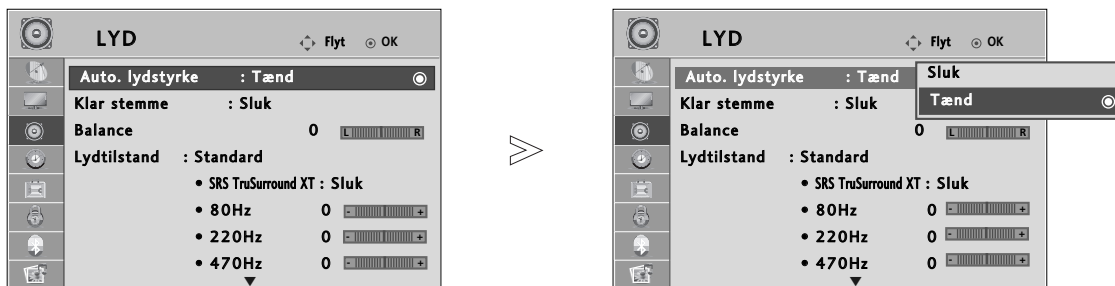 LYD Flyt OK
Auto. lydstyrke : Tænd
Klar stemme : Sluk
Balance 0 L R
Lydtilstand : Standard
• SRS TruSurround XT : Sluk
• 80Hz 0 - +
• 220Hz 0 - +
• 470Hz 0 - +
LYD Flyt OK
Auto. lydstyrke : Tænd
Sluk
Tænd
Klar stemme : Sluk
Balance 0 L R
Lydtilstand : Standard
• SRS TruSurround XT : Sluk
• 80Hz 0 - +
• 220Hz 0 - +
• 470Hz 0 - +